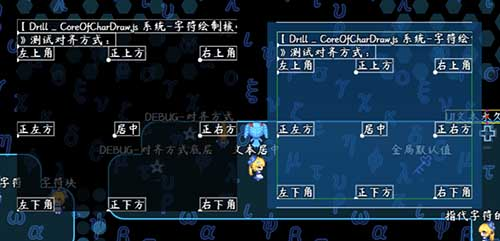 【 Drill _ CoreOfCharDraw.js 系统-字符绘制核
》测试对齐方式:
左上角 正上方 右上角
DEBUG-对齐方式
正左方 居中 正右方
DEBUG-对齐方式底层
字符 字符块
左下角 正下方 右下角
【 Drill _ CoreOfCharDraw.js 系统-字符绘
》测试对齐方式:
左上角 正上方 右上角
正左方 居中 正右方
文本居中 全局默认值
左下角 正下方 右下角
指代字符的